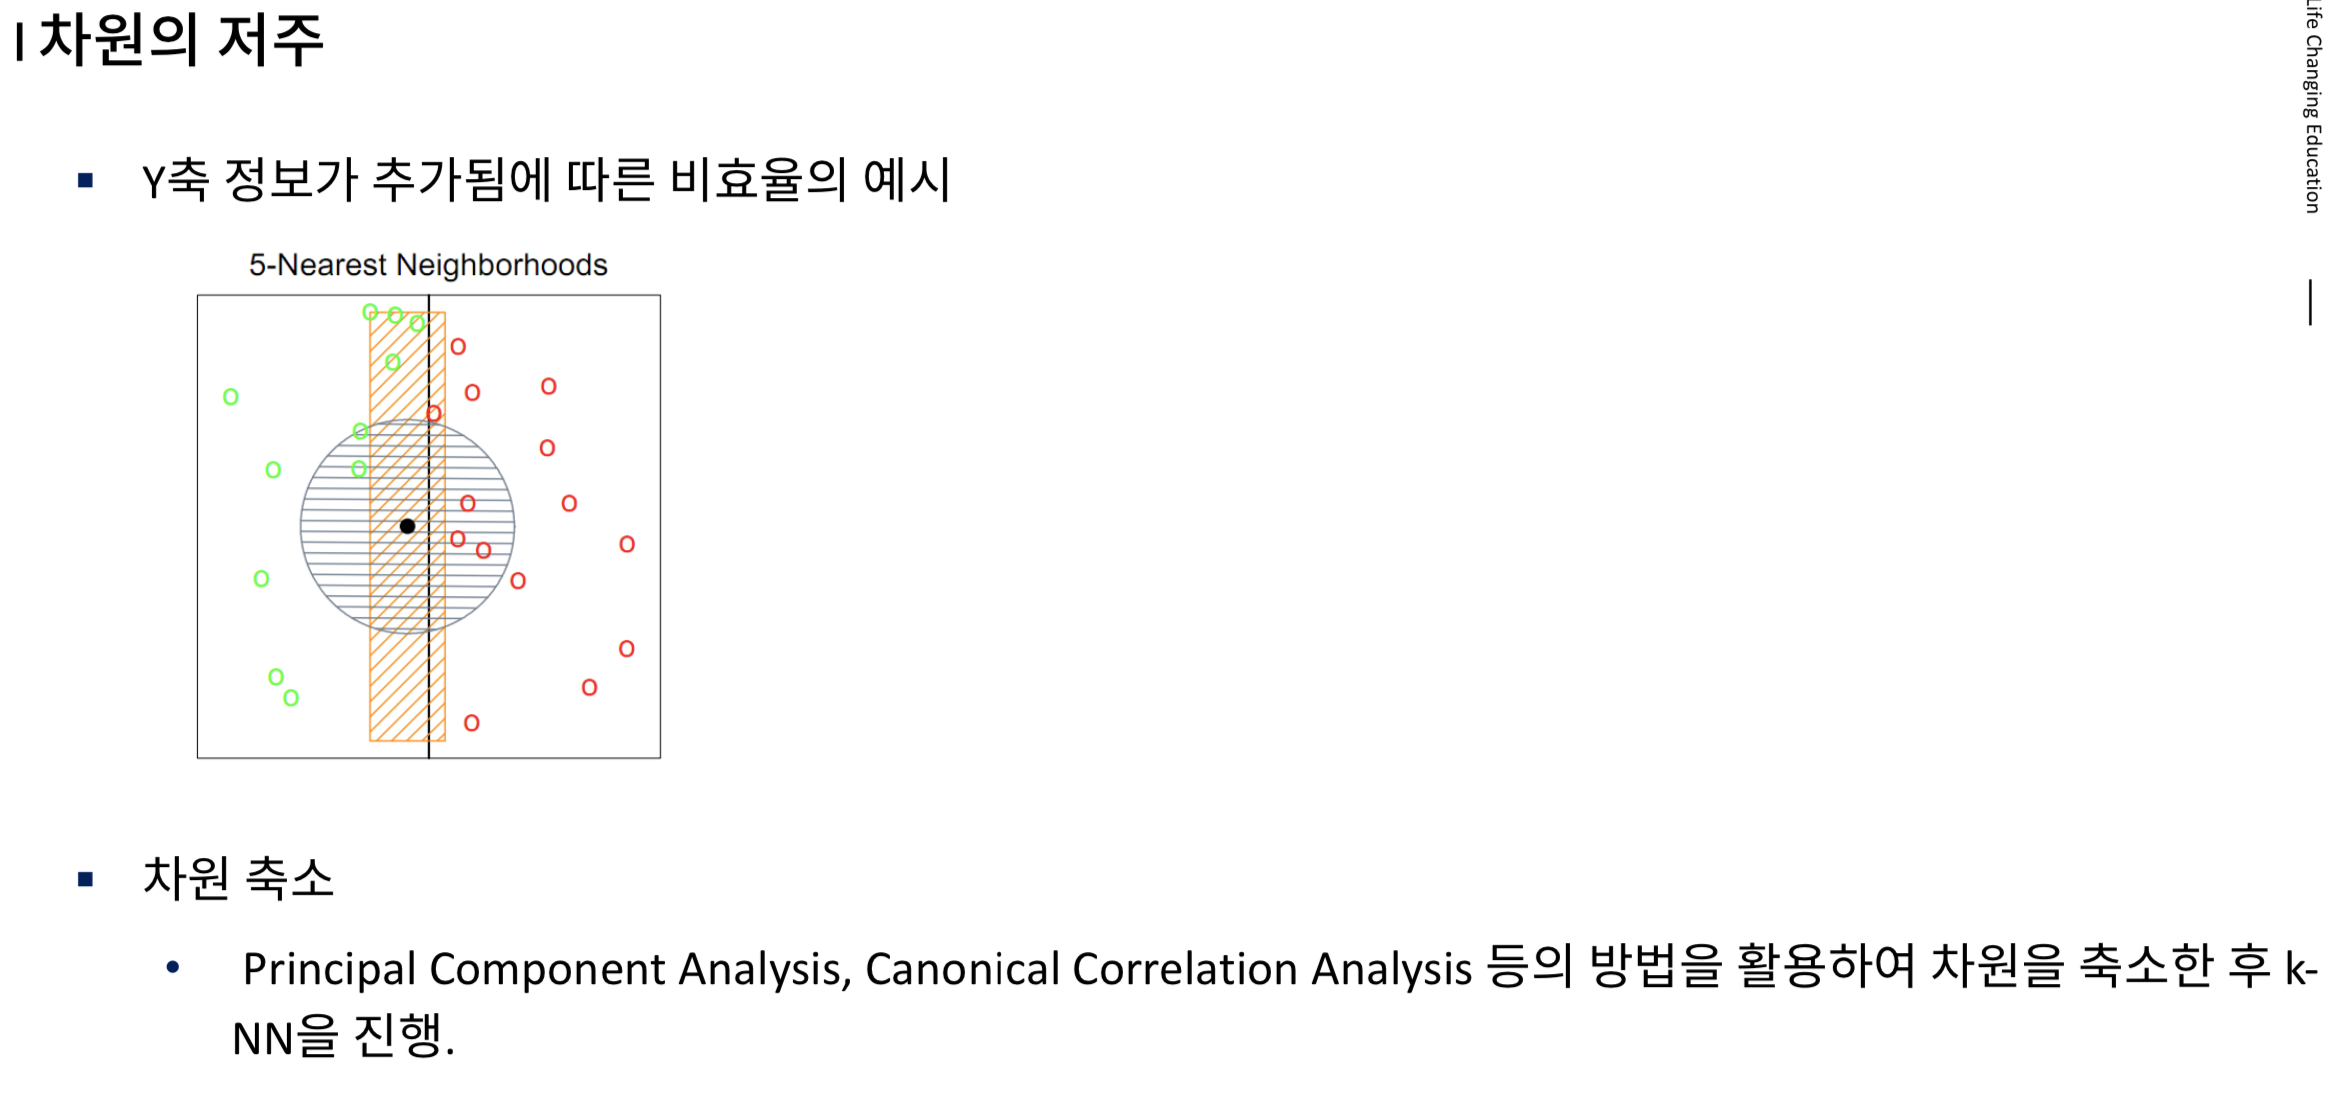 차원의 저주
Life Changing Education
Y축 정보가 추가됨에 따른 비효율의 예시
5-Nearest Neighborhoods
차원 축소
Principal Component Analysis, Canonical Correlation Analysis 등의 방법을 활용하여 차원을 축소한 후 k-
NN을 진행.